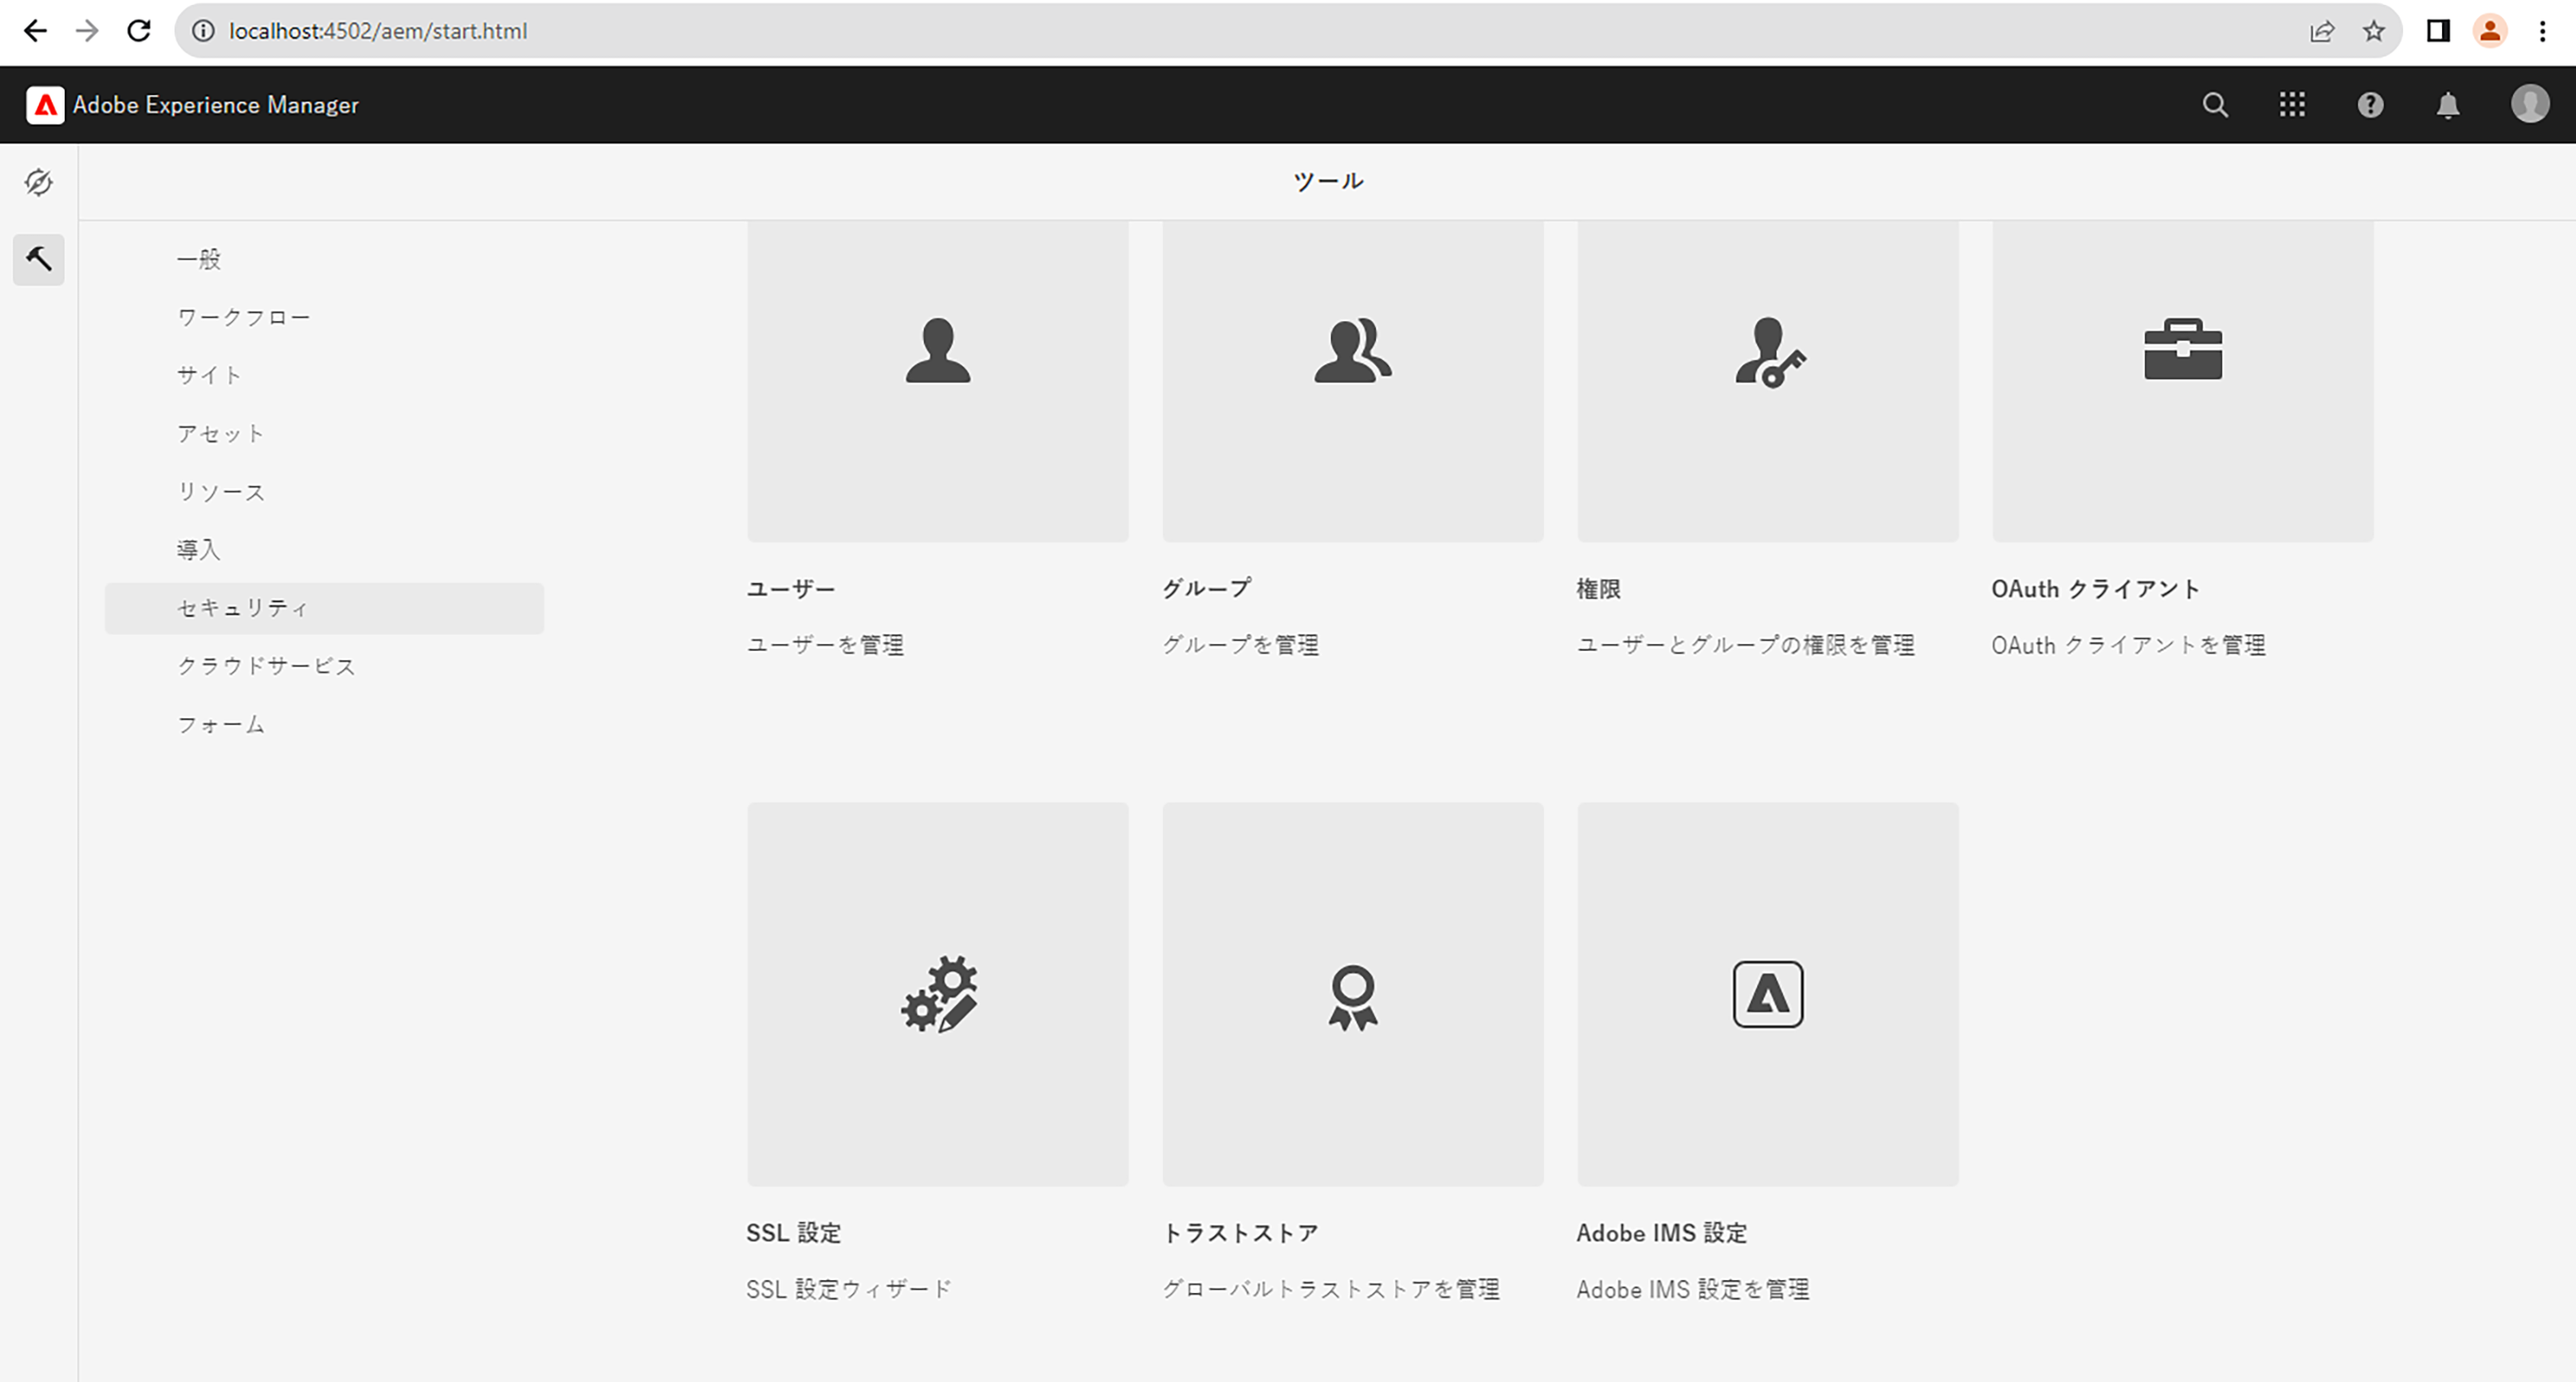 localhost:4502/aem/start.html
Adobe Experience Manager
ツール
一般
ワークフロー
サイト
アセット
リソース
導入
セキュリティ
クラウドサービス
フォーム
ユーザー
ユーザーを管理
グループ
グループを管理
権限
ユーザーとグループの権限を管理
OAuth クライアント
OAuth クライアントを管理
SSL 設定
SSL 設定ウィザード
トラストストア
グローバルトラストストアを管理
Adobe IMS 設定
Adobe IMS 設定を管理